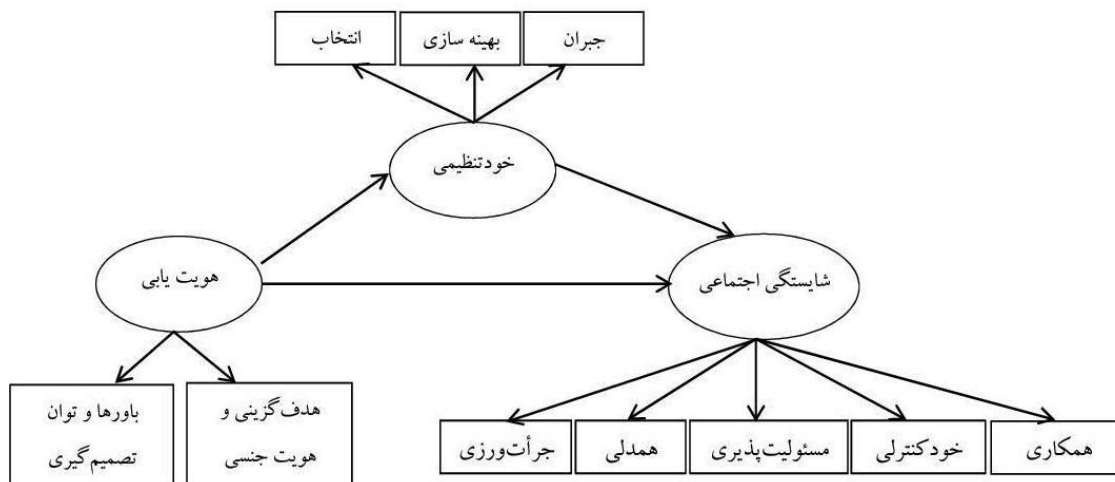 جبران
بهینه سازی
انتخاب
خودتنظیمی
هویت یابی
شایستگی اجتماعی
هدف‌گزینی و
هویت جنسی
باورها و توان
تصمیم‌گیری
همکاری
خودکنترلی
مسئولیت‌پذیری
همدلی
جرأت‌ورزی